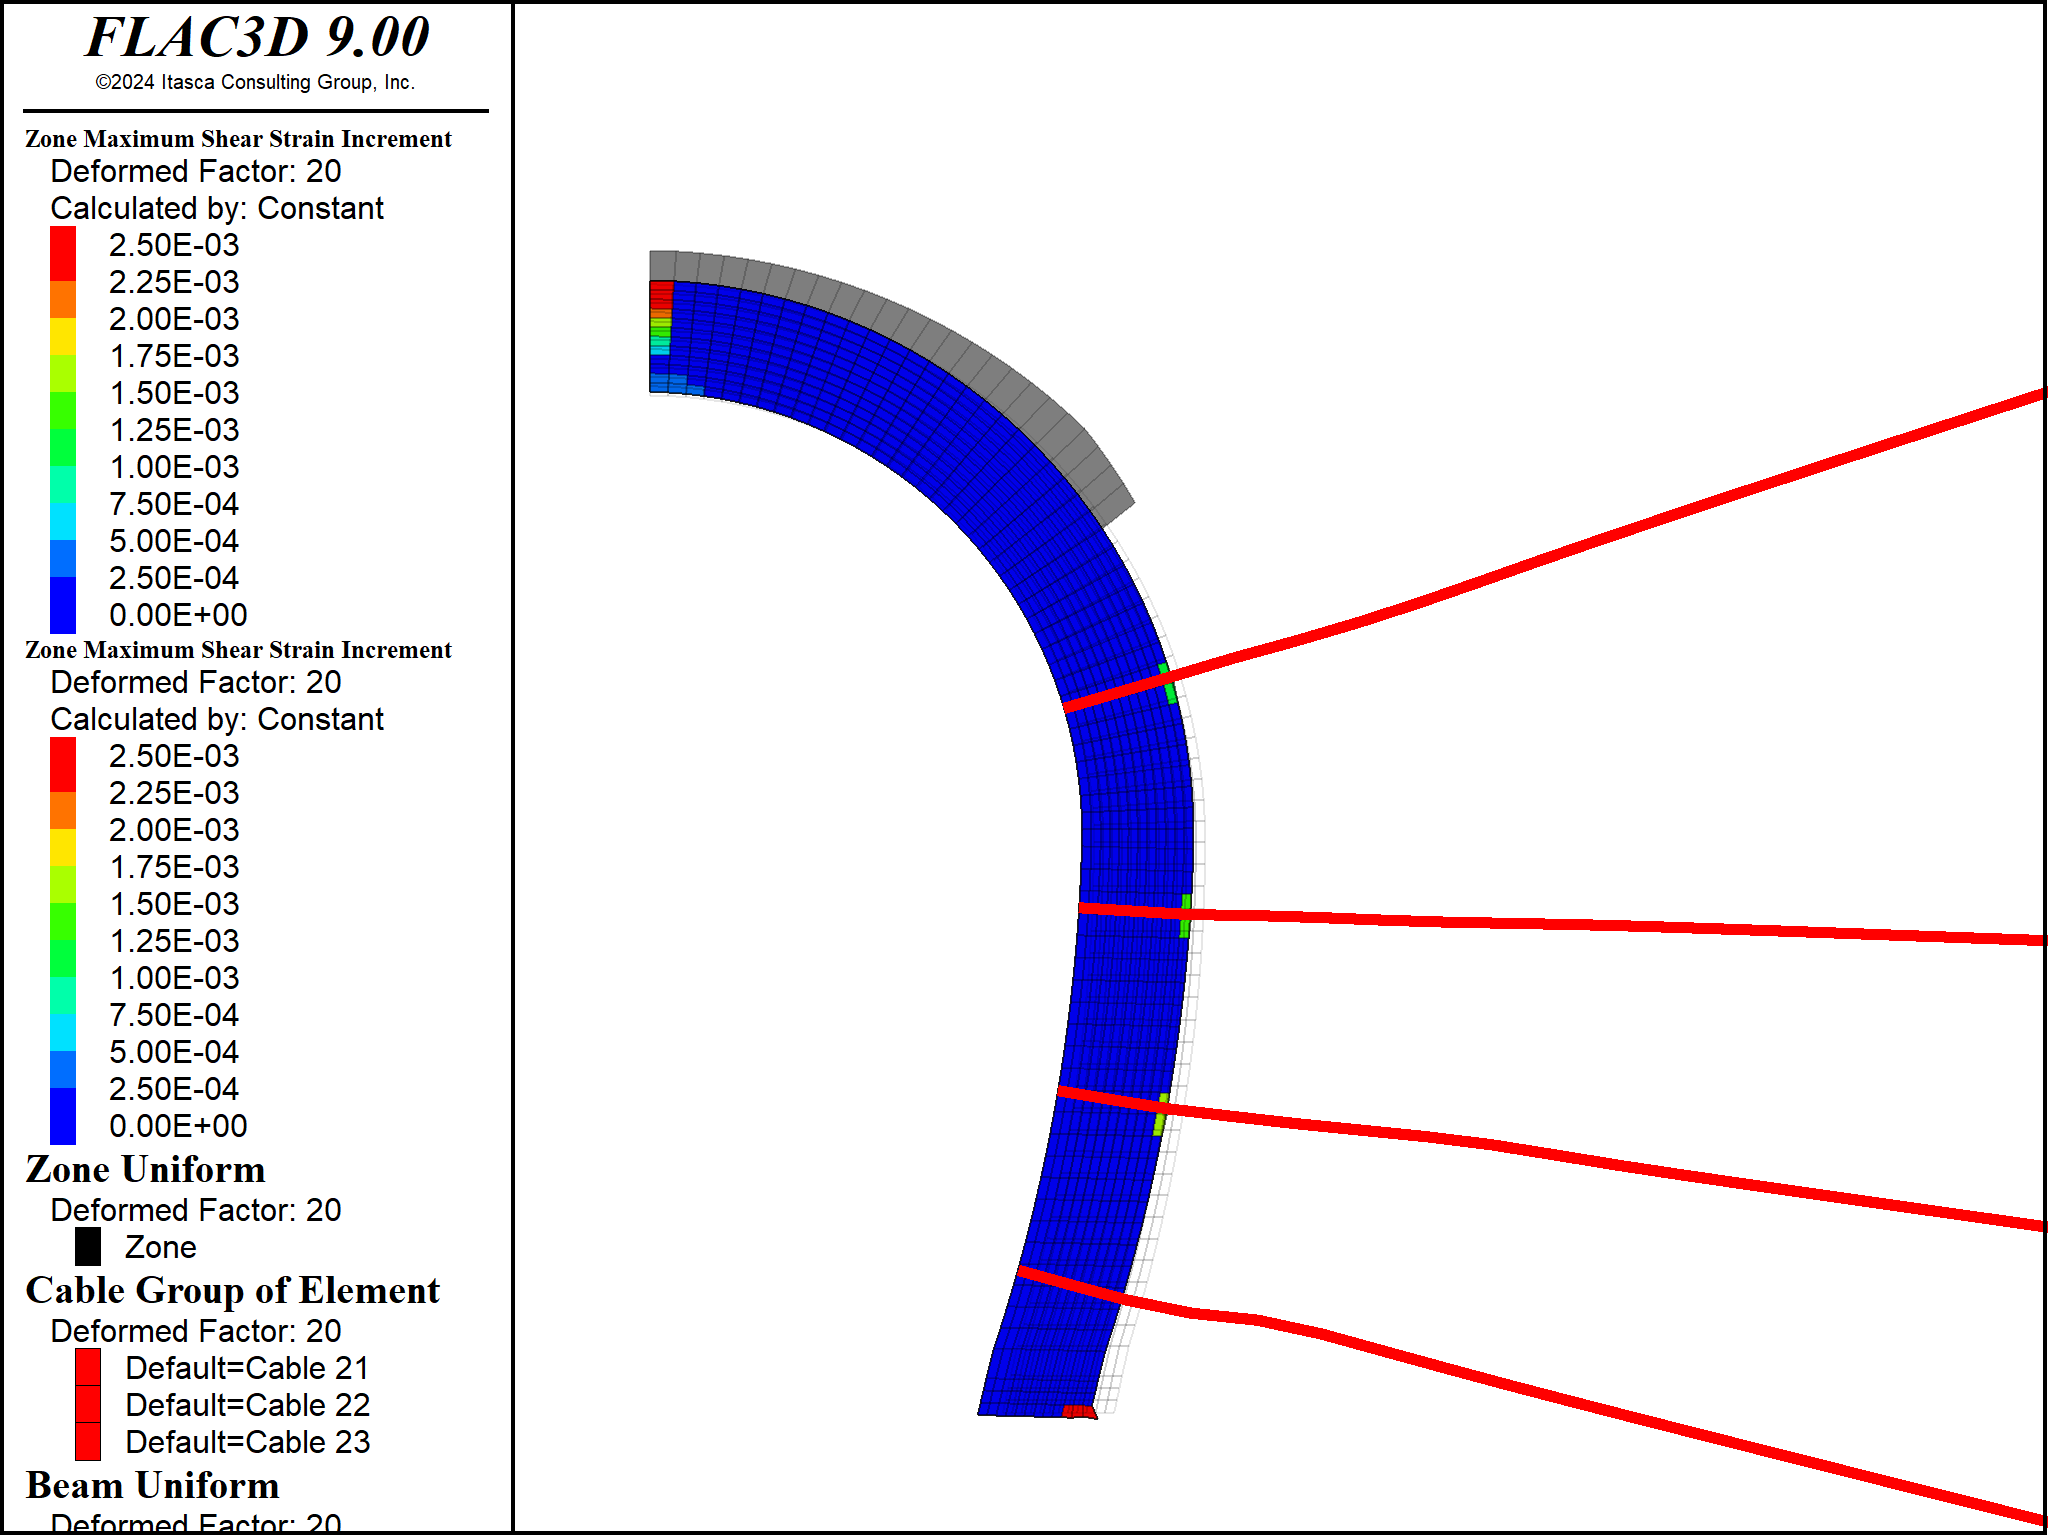 FLAC3D 9.00
©2024 Itasca Consulting Group, Inc.
Zone Maximum Shear Strain Increment
Deformed Factor: 20
Calculated by: Constant
2.50E-03
2.25E-03
2.00E-03
1.75E-03
1.50E-03
1.25E-03
1.00E-03
7.50E-04
5.00E-04
2.50E-04
0.00E+00
Zone Maximum Shear Strain Increment
Deformed Factor: 20
Calculated by: Constant
2.50E-03
2.25E-03
2.00E-03
1.75E-03
1.50E-03
1.25E-03
1.00E-03
7.50E-04
5.00E-04
2.50E-04
0.00E+00
Zone Uniform
Deformed Factor: 20
Zone
Cable Group of Element
Deformed Factor: 20
Default=Cable 21
Default=Cable 22
Default=Cable 23
Beam Uniform
Deformed Factor: 20